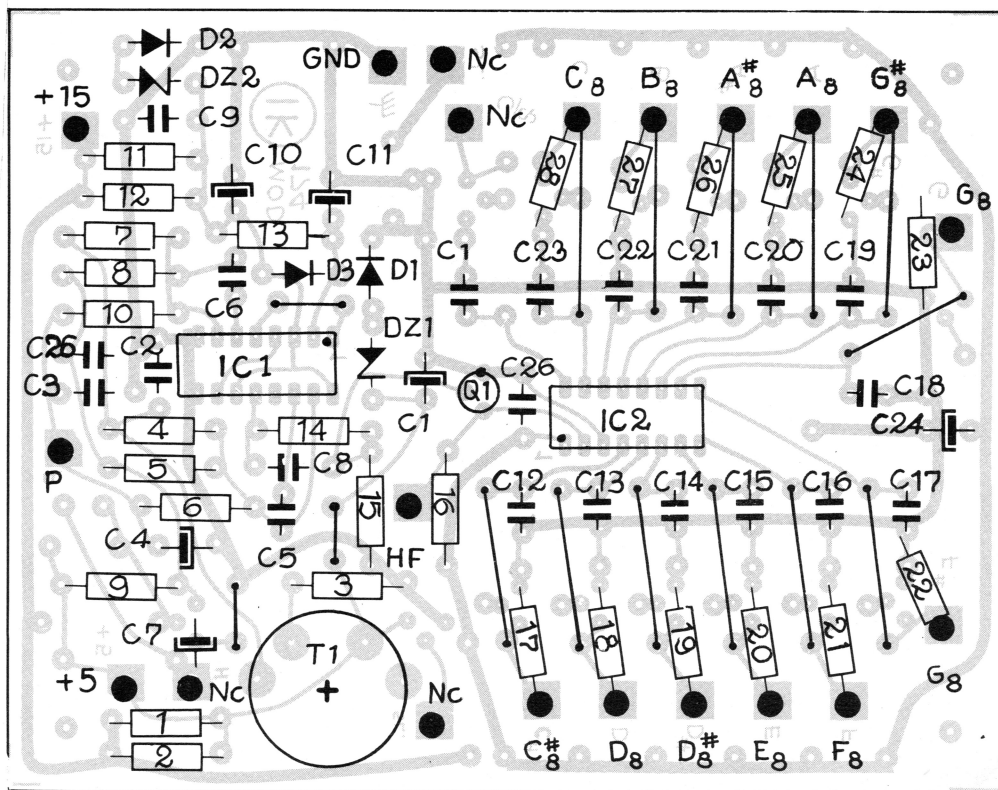 D2
DZ2
C9
+15
GND
Nc
Nc
C8
B8
A#8
A8
G#8
11
12
7
8
10
C10
C11
13
28
27
26
25
24
G8
23
C6
D3
D1
C1
C23
C22
C21
C20
C19
DZ1
C26
C2
C3
IC1
Q1
C26
IC2
C18
C24
C1
4
5
6
14
C8
P
15
16
C12
C13
C14
C15
C16
C17
C4
C5
HF
9
3
22
C7
T1
17
18
19
20
21
+5
Nc
Nc
G8
1
2
C#8
D8
D#8
E8
F8